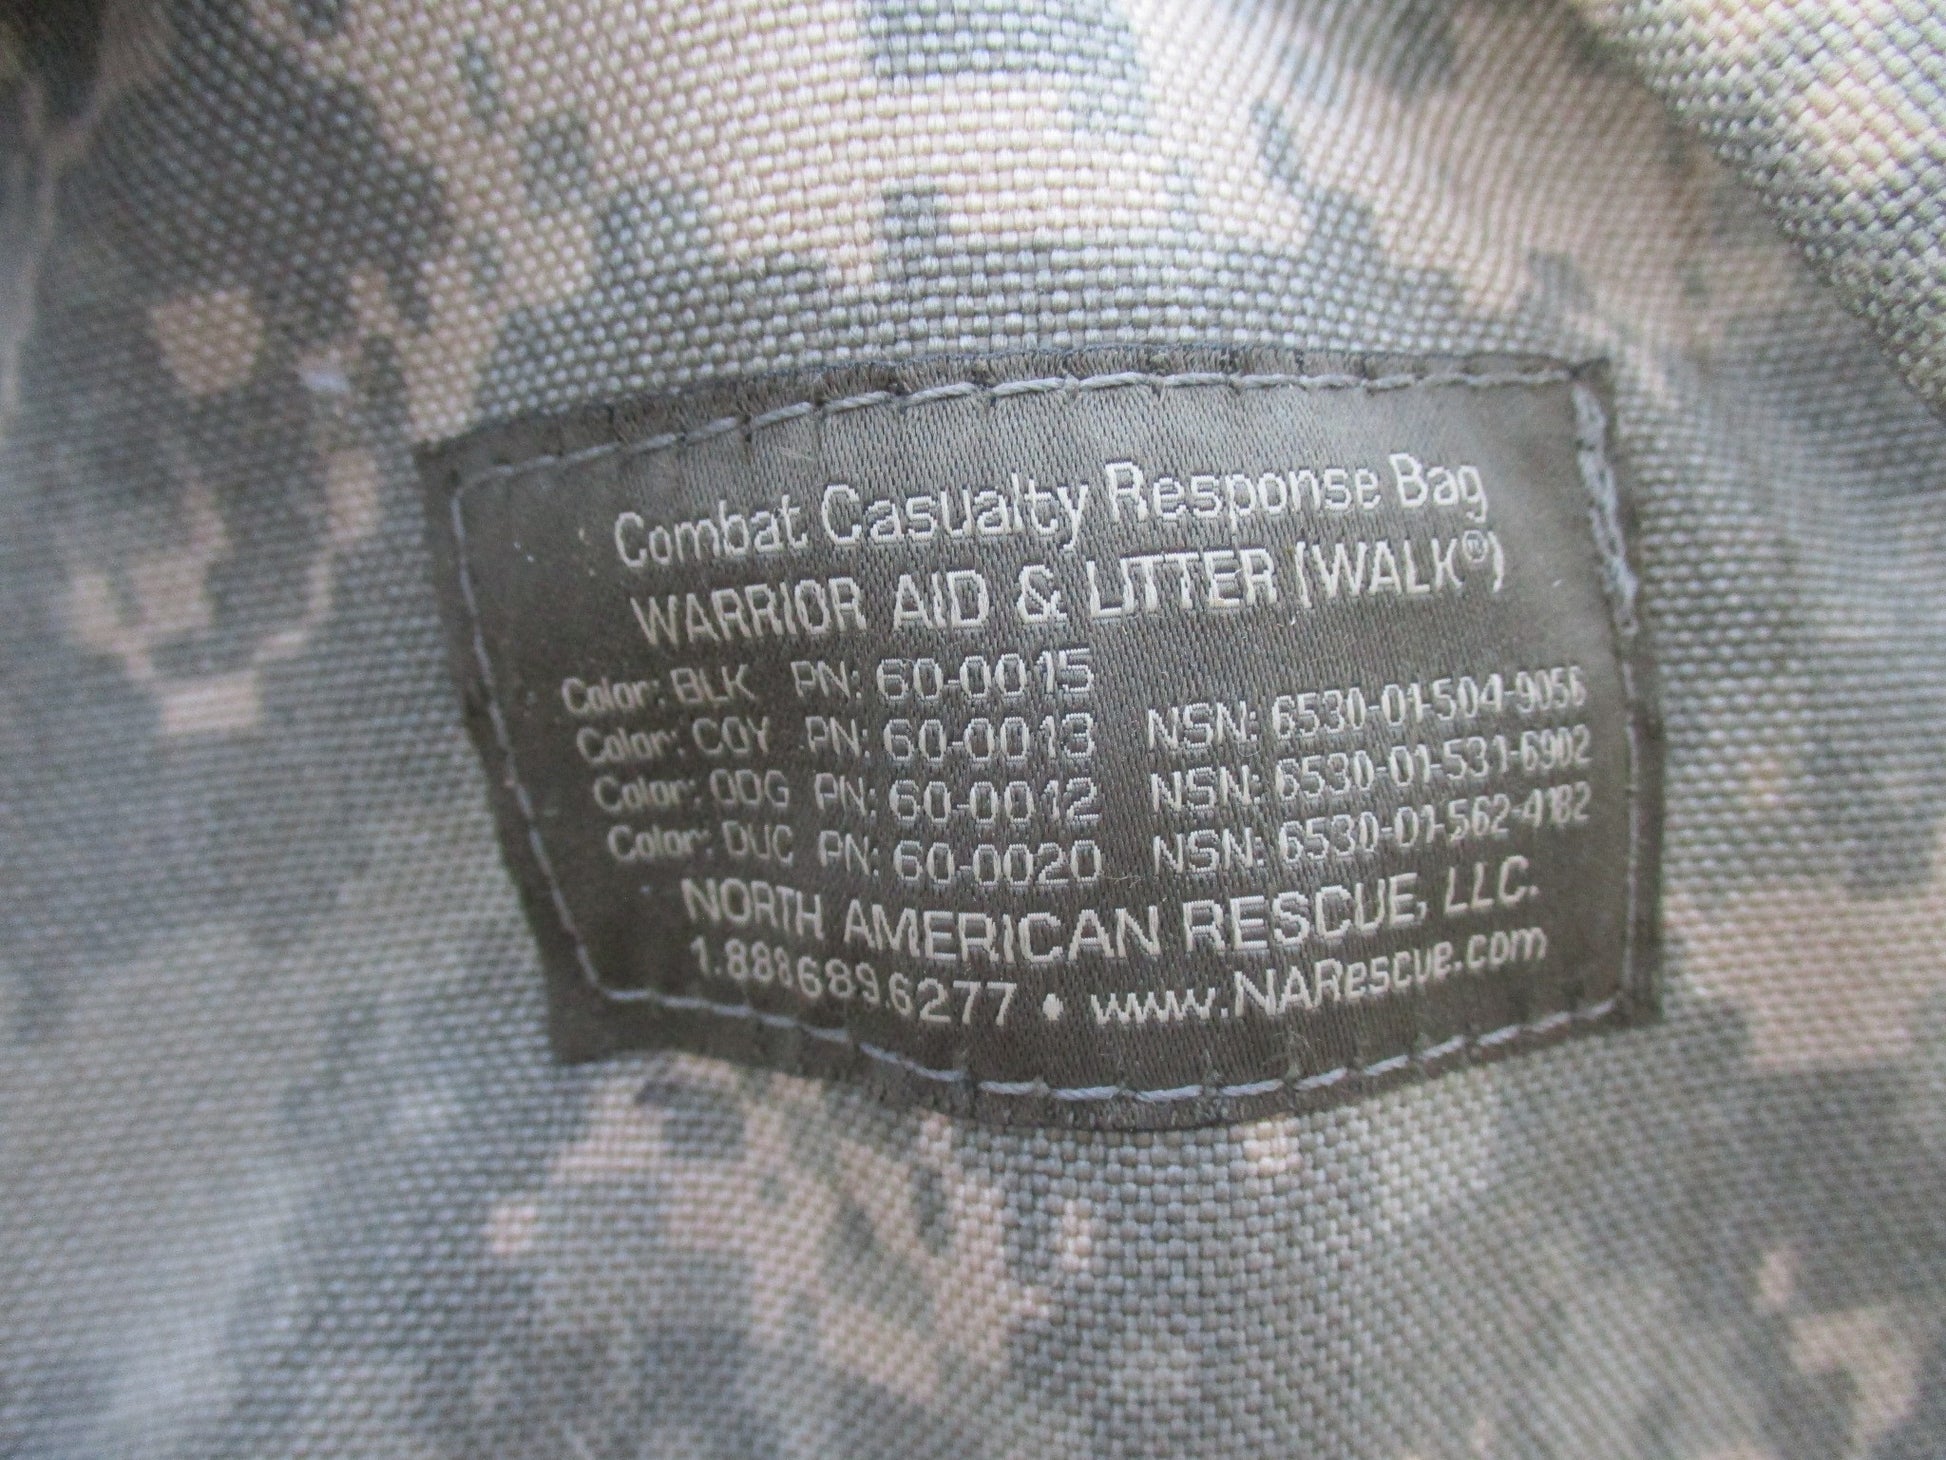 Combat Casualty Response Bag
WARRIOR AID & LITTER (WALK®)
Color: BLK PN: 60-0015
Color: COY PN: 60-0013 NSN: 6530-01-504-9056
Color: ODG PN: 60-0012 NSN: 6530-01-531-6902
Color: DUC PN: 60-0020 NSN: 6530-01-562-4182
NORTH AMERICAN RESCUE, LLC.
1.888.689.6277 • www.NARescue.com